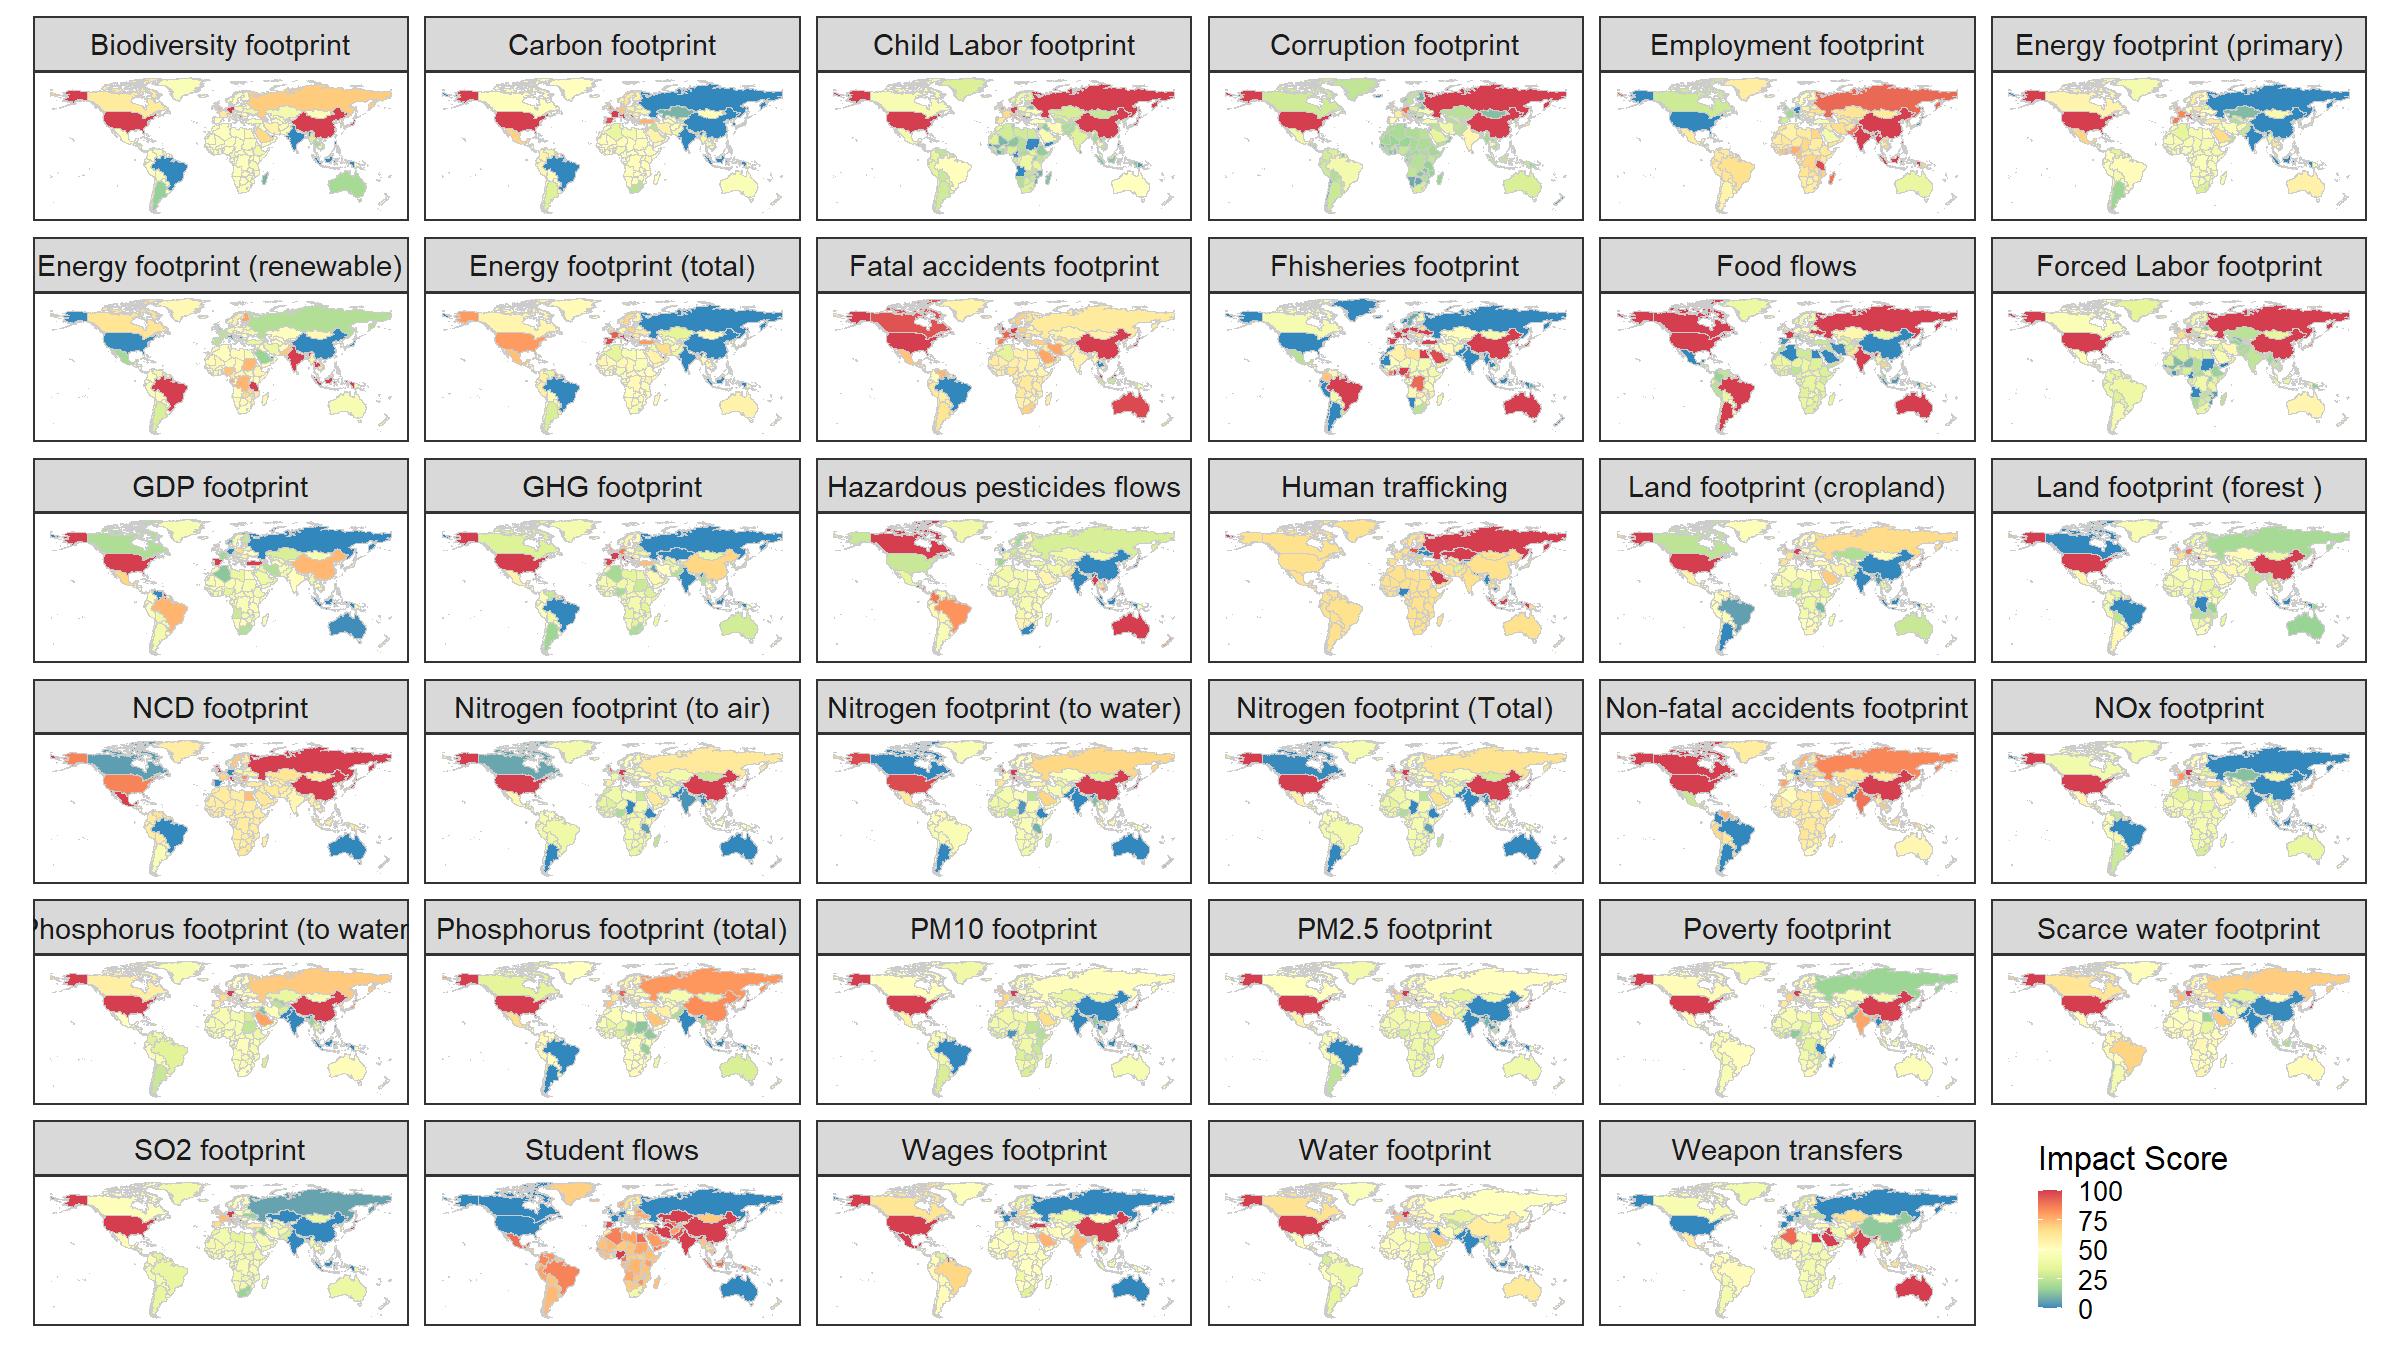 Biodiversity footprint
Carbon footprint
Child Labor footprint
Corruption footprint
Employment footprint
Energy footprint (primary)
Energy footprint (renewable)
Energy footprint (total)
Fatal accidents footprint
Fhisheries footprint
Food flows
Forced Labor footprint
GDP footprint
GHG footprint
Hazardous pesticides flows
Human trafficking
Land footprint (cropland)
Land footprint (forest )
NCD footprint
Nitrogen footprint (to air)
Nitrogen footprint (to water)
Nitrogen footprint (Total)
Non-fatal accidents footprint
NOx footprint
Phosphorus footprint (to water
Phosphorus footprint (total)
PM10 footprint
PM2.5 footprint
Poverty footprint
Scarce water footprint
SO2 footprint
Student flows
Wages footprint
Water footprint
Weapon transfers
Impact Score
100
75
50
25
0